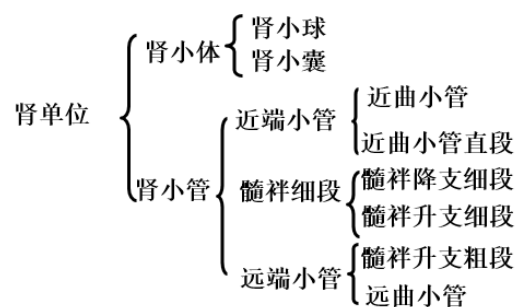 肾单位
肾小体
肾小球
肾小囊
肾小管
近端小管
近曲小管
近曲小管直段
髓袢细段
髓袢降支细段
髓袢升支细段
远端小管
髓袢升支粗段
远曲小管